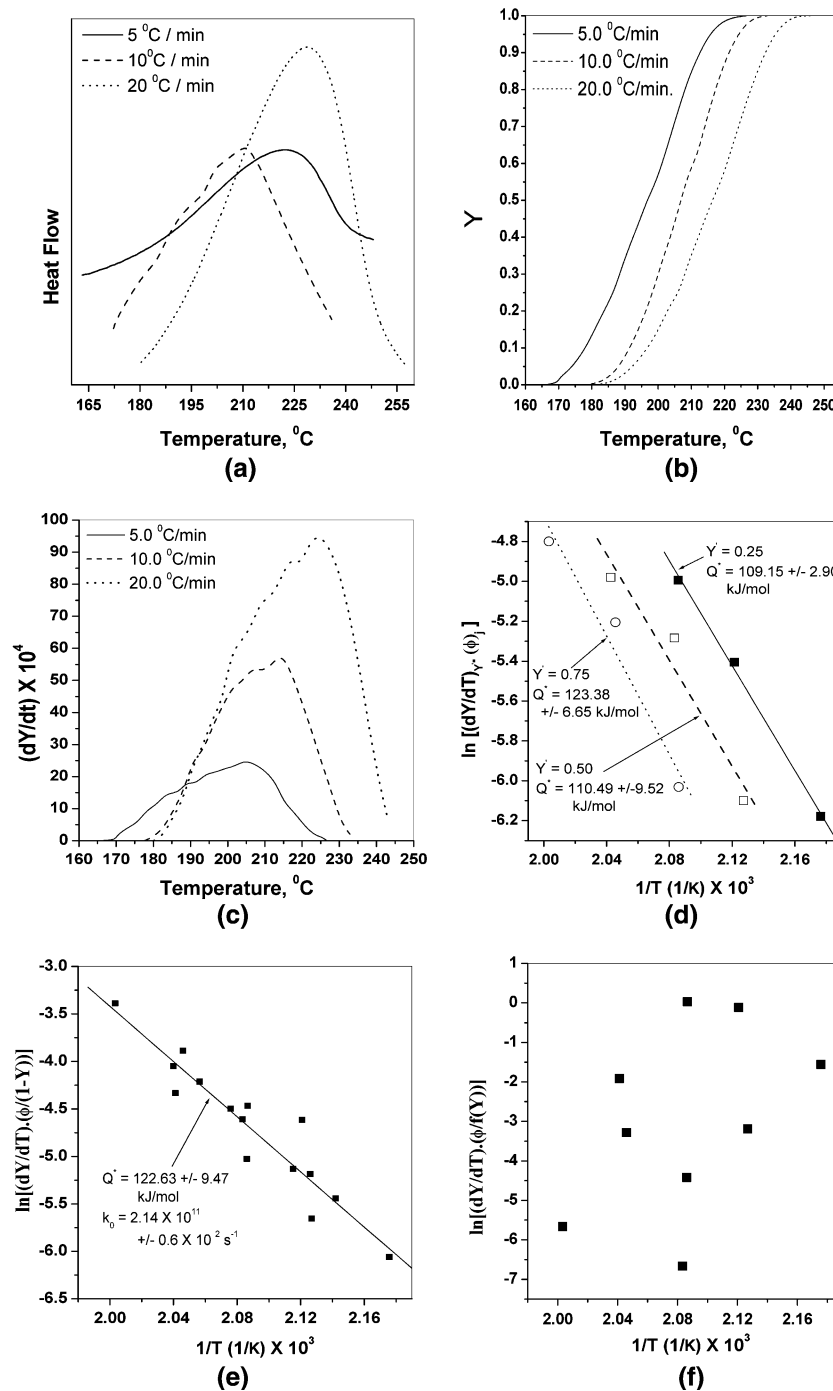 5 ⁰C / min
10⁰C / min
20 ⁰C / min
Heat Flow
165 180 195 210 225 240 255
Temperature, ⁰C
(a)
5.0 ⁰C/min
10.0 ⁰C/min
20.0 ⁰C/min.
1.0
0.9
0.8
0.7
0.6
0.5
0.4
0.3
0.2
0.1
0.0
Y
160 170 180 190 200 210 220 230 240 250
Temperature, ⁰C
(b)
5.0 ⁰C/min
10.0 ⁰C/min
20.0 ⁰C/min
100
90
80
70
60
50
40
30
20
10
0
(dY/dt) X 10⁴
160 170 180 190 200 210 220 230 240 250
Temperature, ⁰C
(c)
-4.8
-5.0
-5.2
-5.4
-5.6
-5.8
-6.0
-6.2
ln [(dY/dT)Y* (ϕ)j ]
Y' = 0.25
Q* = 109.15 +/- 2.90
kJ/mol
Y' = 0.75
Q* = 123.38
+/- 6.65 kJ/mol
Y' = 0.50
Q* = 110.49 +/-9.52
kJ/mol
2.00 2.04 2.08 2.12 2.16
1/T (1/K) X 10³
(d)
-3.0
-3.5
-4.0
-4.5
-5.0
-5.5
-6.0
-6.5
ln[(dY/dT).(ϕ/(1-Y))]
Q* = 122.63 +/- 9.47
kJ/mol
k₀ = 2.14 X 10¹¹
+/- 0.6 X 10² s⁻¹
2.00 2.04 2.08 2.12 2.16
1/T (1/K) X 10³
(e)
1
0
-1
-2
-3
-4
-5
-6
-7
ln[(dY/dT).(ϕ/f(Y))]
2.00 2.04 2.08 2.12 2.16
1/T (1/K) X 10³
(f)